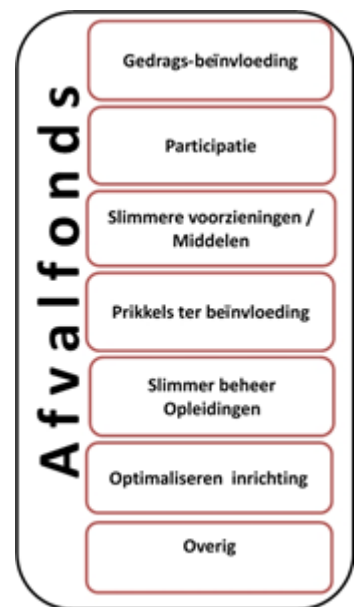 Afvalfonds
Gedrags-beïnvloeding
Participatie
Slimmere voorzieningen /
Middelen
Prikkels ter beïnvloeding
Slimmer beheer
Opleidingen
Optimaliseren inrichting
Overig